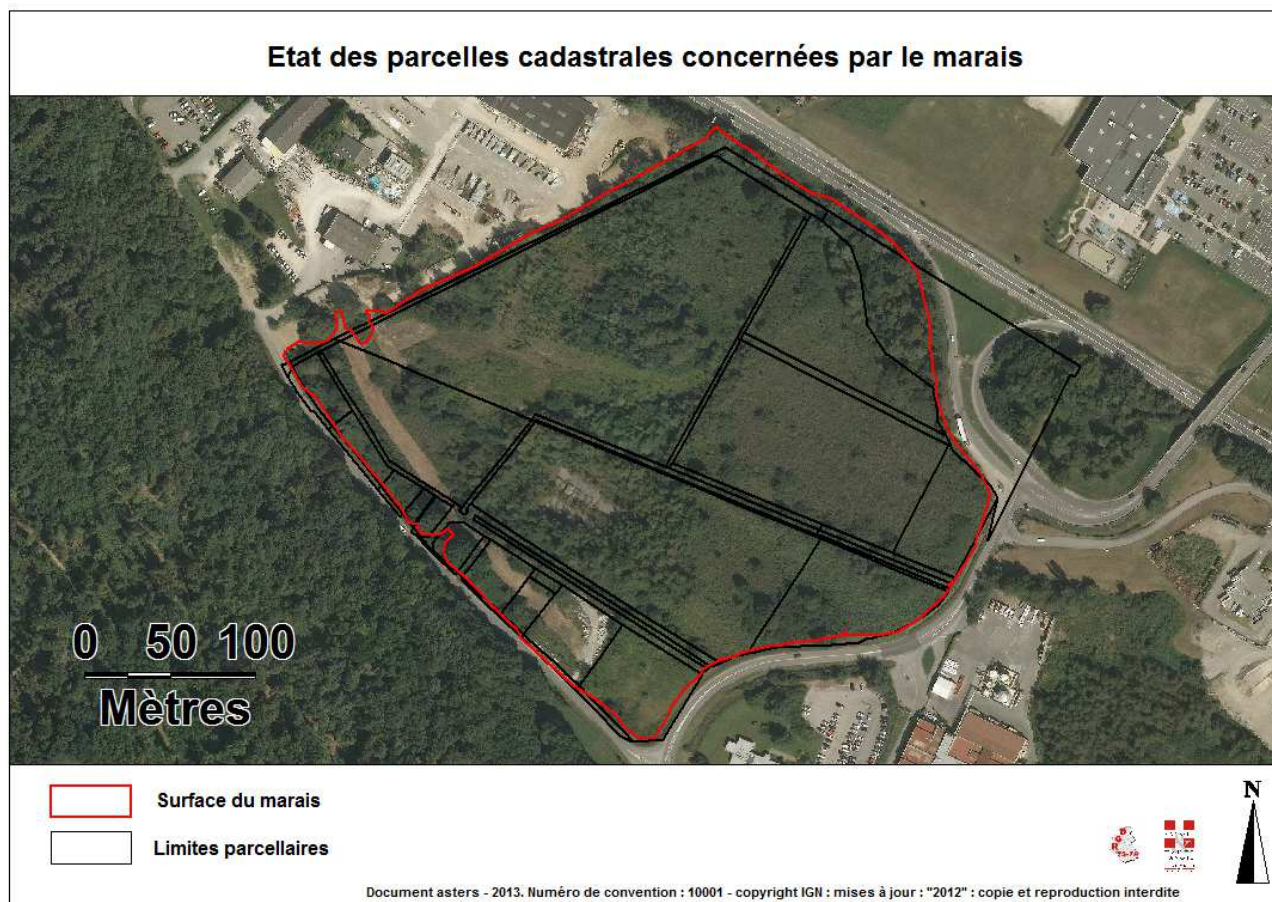 Etat des parcelles cadastrales concernées par le marais
0 50 100
Mètres
Surface du marais
Limites parcellaires
N
Document asters - 2013. Numéro de convention : 10001 - copyright IGN : mises à jour : "2012" : copie et reproduction interdite